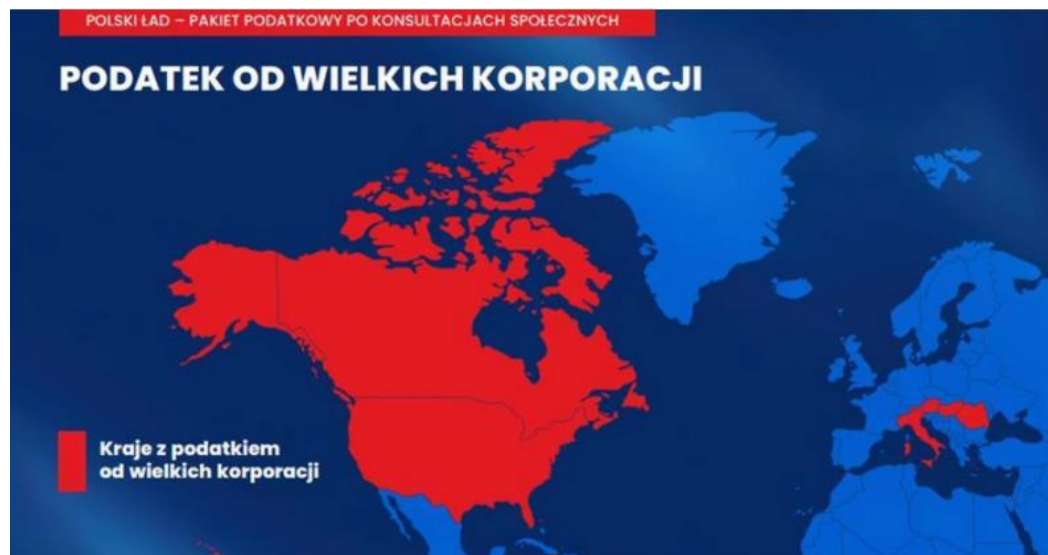 POLSKI ŁAD – PAKIET PODATKOWY PO KONSULTACJACH SPOŁECZNYCH
PODATEK OD WIELKICH KORPORACJI
Kraje z podatkiem
od wielkich korporacji